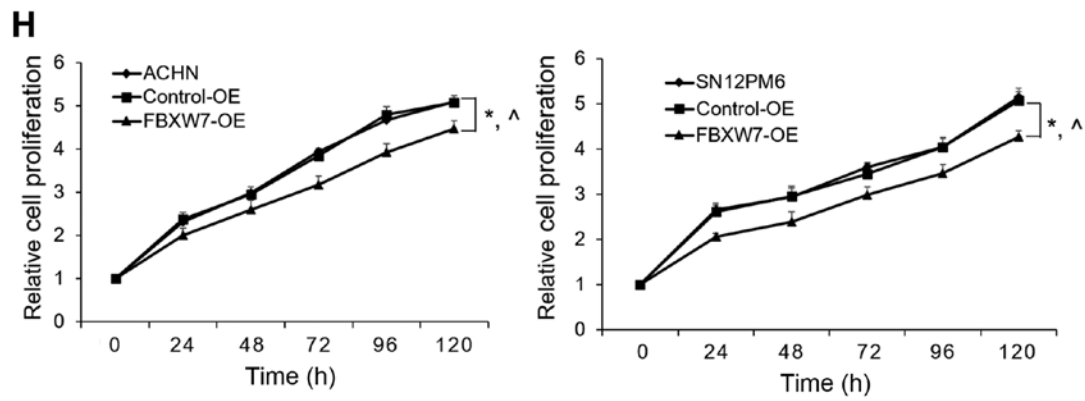 H
Relative cell proliferation
6
5
4
3
2
1
0
ACHN
Control-OE
FBXW7-OE
*, ^
0 24 48 72 96 120
Time (h)
Relative cell proliferation
6
5
4
3
2
1
0
SN12PM6
Control-OE
FBXW7-OE
*, ^
0 24 48 72 96 120
Time (h)